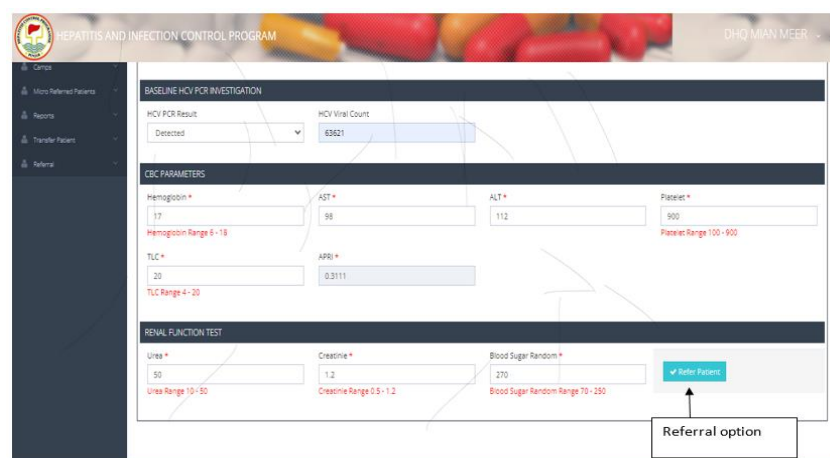 HEPATITIS AND INFECTION CONTROL PROGRAM
DHQ MIAN MEER
Camps
Micro Referred Patients
Reports
Transfer Patient
Referral
BASELINE HCV PCR INVESTIGATION
HCV PCR Result HCV Viral Count
Detected 63621
CBC PARAMETERS
Hemoglobin * AST * ALT * Platelet *
17 98 112 900
Hemoglobin Range 6 - 18 Platelet Range 100 - 900
TLC * APRI *
20 0.3111
TLC Range 4 - 20
RENAL FUNCTION TEST
Urea * Creatinie * Blood Sugar Random *
50 1.2 270
Refer Patient
Urea Range 10 - 50 Creatinie Range 0.5 - 1.2 Blood Sugar Random Range 70 - 250
Referral option